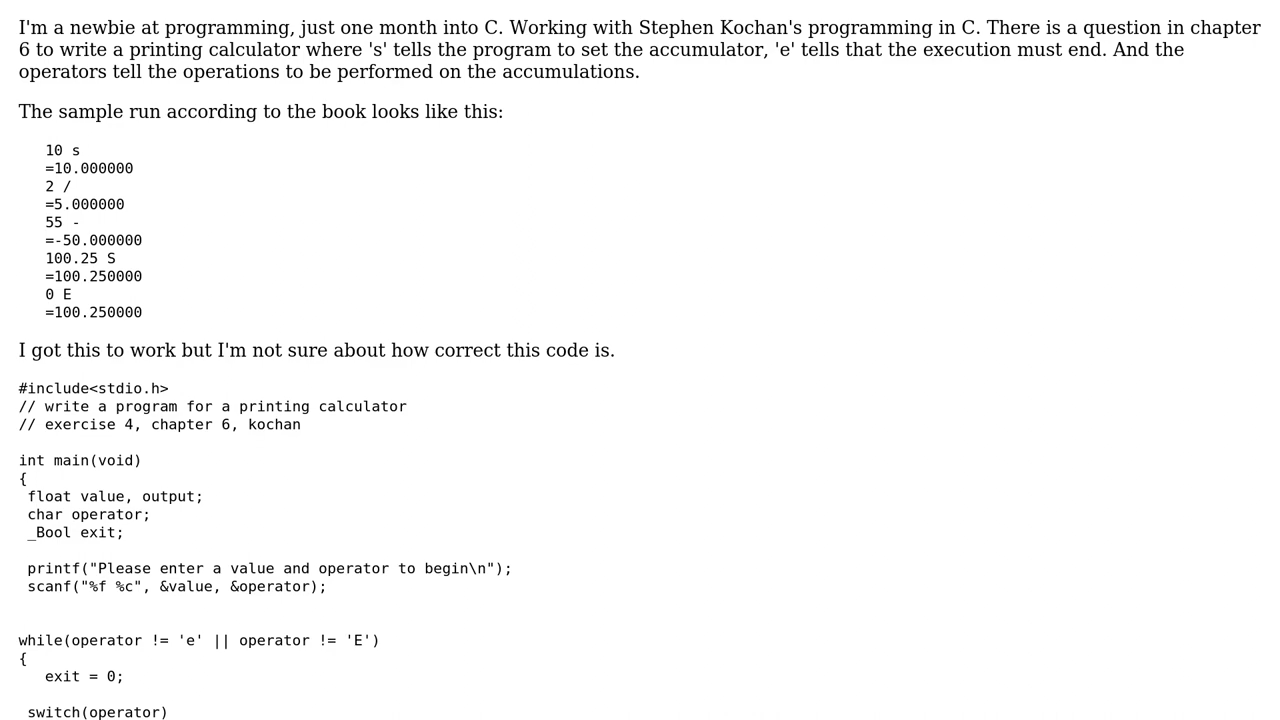 I'm a newbie at programming, just one month into C. Working with Stephen Kochan's programming in C. There is a question in chapter
6 to write a printing calculator where 's' tells the program to set the accumulator, 'e' tells that the execution must end. And the
operators tell the operations to be performed on the accumulations.
The sample run according to the book looks like this:
10 s
=10.000000
2 /
=5.000000
55 -
=-50.000000
100.25 S
=100.250000
0 E
=100.250000
I got this to work but I'm not sure about how correct this code is.
#include<stdio.h>
// write a program for a printing calculator
// exercise 4, chapter 6, kochan
int main(void)
{
float value, output;
char operator;
_Bool exit;
printf("Please enter a value and operator to begin\n");
scanf("%f %c", &value, &operator);
while(operator != 'e' || operator != 'E')
{
exit = 0;
switch(operator)